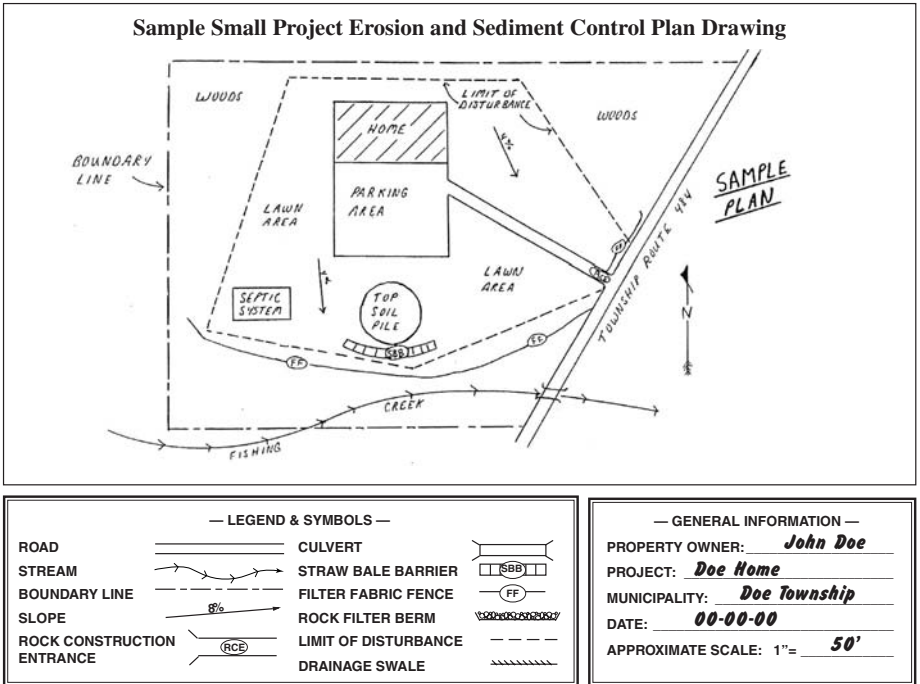 Sample Small Project Erosion and Sediment Control Plan Drawing
WOODS
LIMIT OF
DISTURBANCE
WOODS
HOME
4%
BOUNDARY
LINE
PARKING
AREA
SAMPLE
PLAN
LAWN
AREA
FF
RCE
LAWN
AREA
TOWNSHIP ROUTE 484
SEPTIC
SYSTEM
TOP
SOIL
PILE
N
SBB
FF
FF
CREEK
FISHING
— LEGEND & SYMBOLS —
ROAD
STREAM
BOUNDARY LINE
SLOPE
8%
ROCK CONSTRUCTION
ENTRANCE
RCE
CULVERT
STRAW BALE BARRIER
SBB
FILTER FABRIC FENCE
FF
ROCK FILTER BERM
LIMIT OF DISTURBANCE
DRAINAGE SWALE
— GENERAL INFORMATION —
PROPERTY OWNER: John Doe
PROJECT: Doe Home
MUNICIPALITY: Doe Township
DATE: 00-00-00
APPROXIMATE SCALE: 1"= 50'